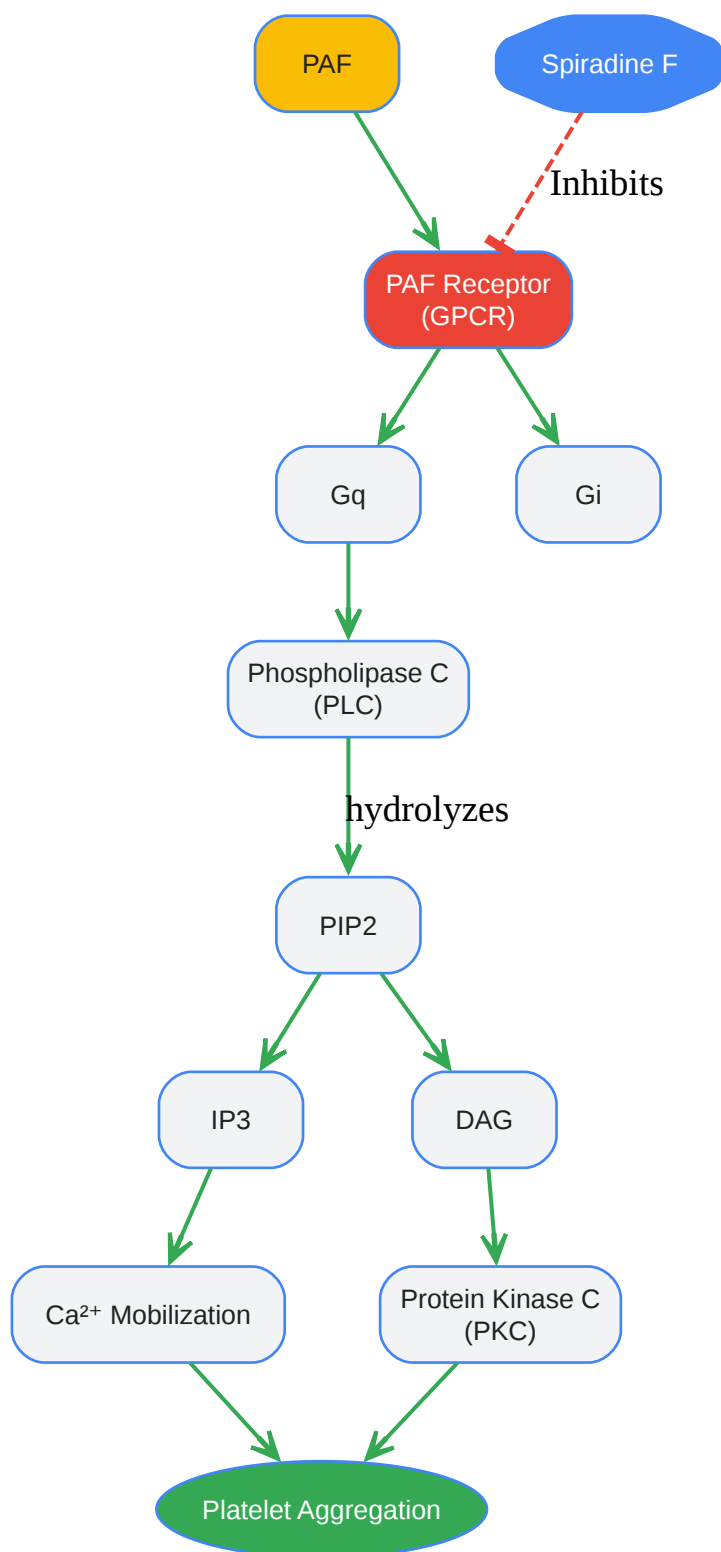 PAF
Spiradine F
Inhibits
PAF Receptor
(GPCR)
Gq
Gi
Phospholipase C
(PLC)
hydrolyzes
PIP2
IP3
DAG
Ca²⁺ Mobilization
Protein Kinase C
(PKC)
Platelet Aggregation